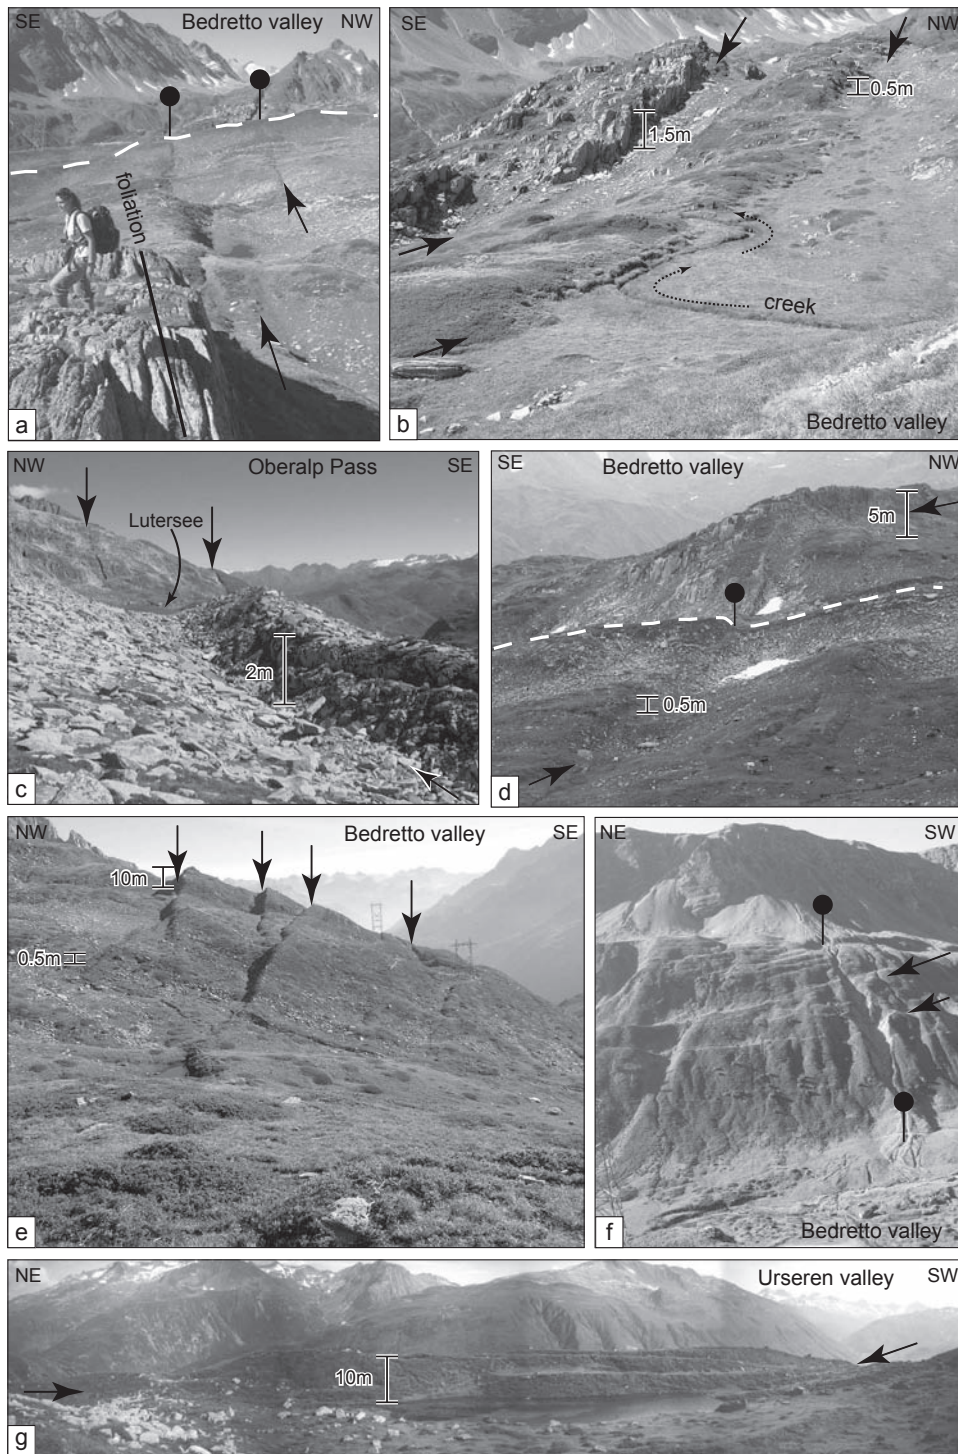 SE Bedretto valley NW
foliation
a
SE NW
0.5m
1.5m
creek
b Bedretto valley
NW Oberalp Pass SE
Lutersee
2m
c
SE Bedretto valley NW
5m
0.5m
d
NW Bedretto valley SE
10m
0.5m
e
NE SW
f Bedretto valley
NE Urseren valley SW
10m
g